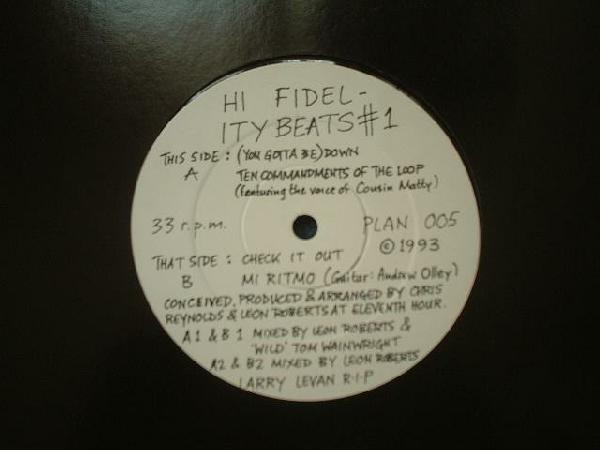 HI FIDEL-
ITY BEATS #1
THIS SIDE : (YOU GOTTA BE) DOWN
A TEN COMMANDMENTS OF THE LOOP
(featuring the voice of Cousin Matty)
33 r.p.m. PLAN 005
© 1993
THAT SIDE : CHECK IT OUT
B MI RITMO (Guitar: Andrew Olley)
CONCEIVED, PRODUCED & ARRANGED BY CHRIS
REYNOLDS & LEON ROBERTS AT ELEVENTH HOUR.
A1 & B1 MIXED BY LEON ROBERTS &
'WILD' TOM WAINWRIGHT
A2 & B2 MIXED BY LEON ROBERTS
LARRY LEVAN R.I.P